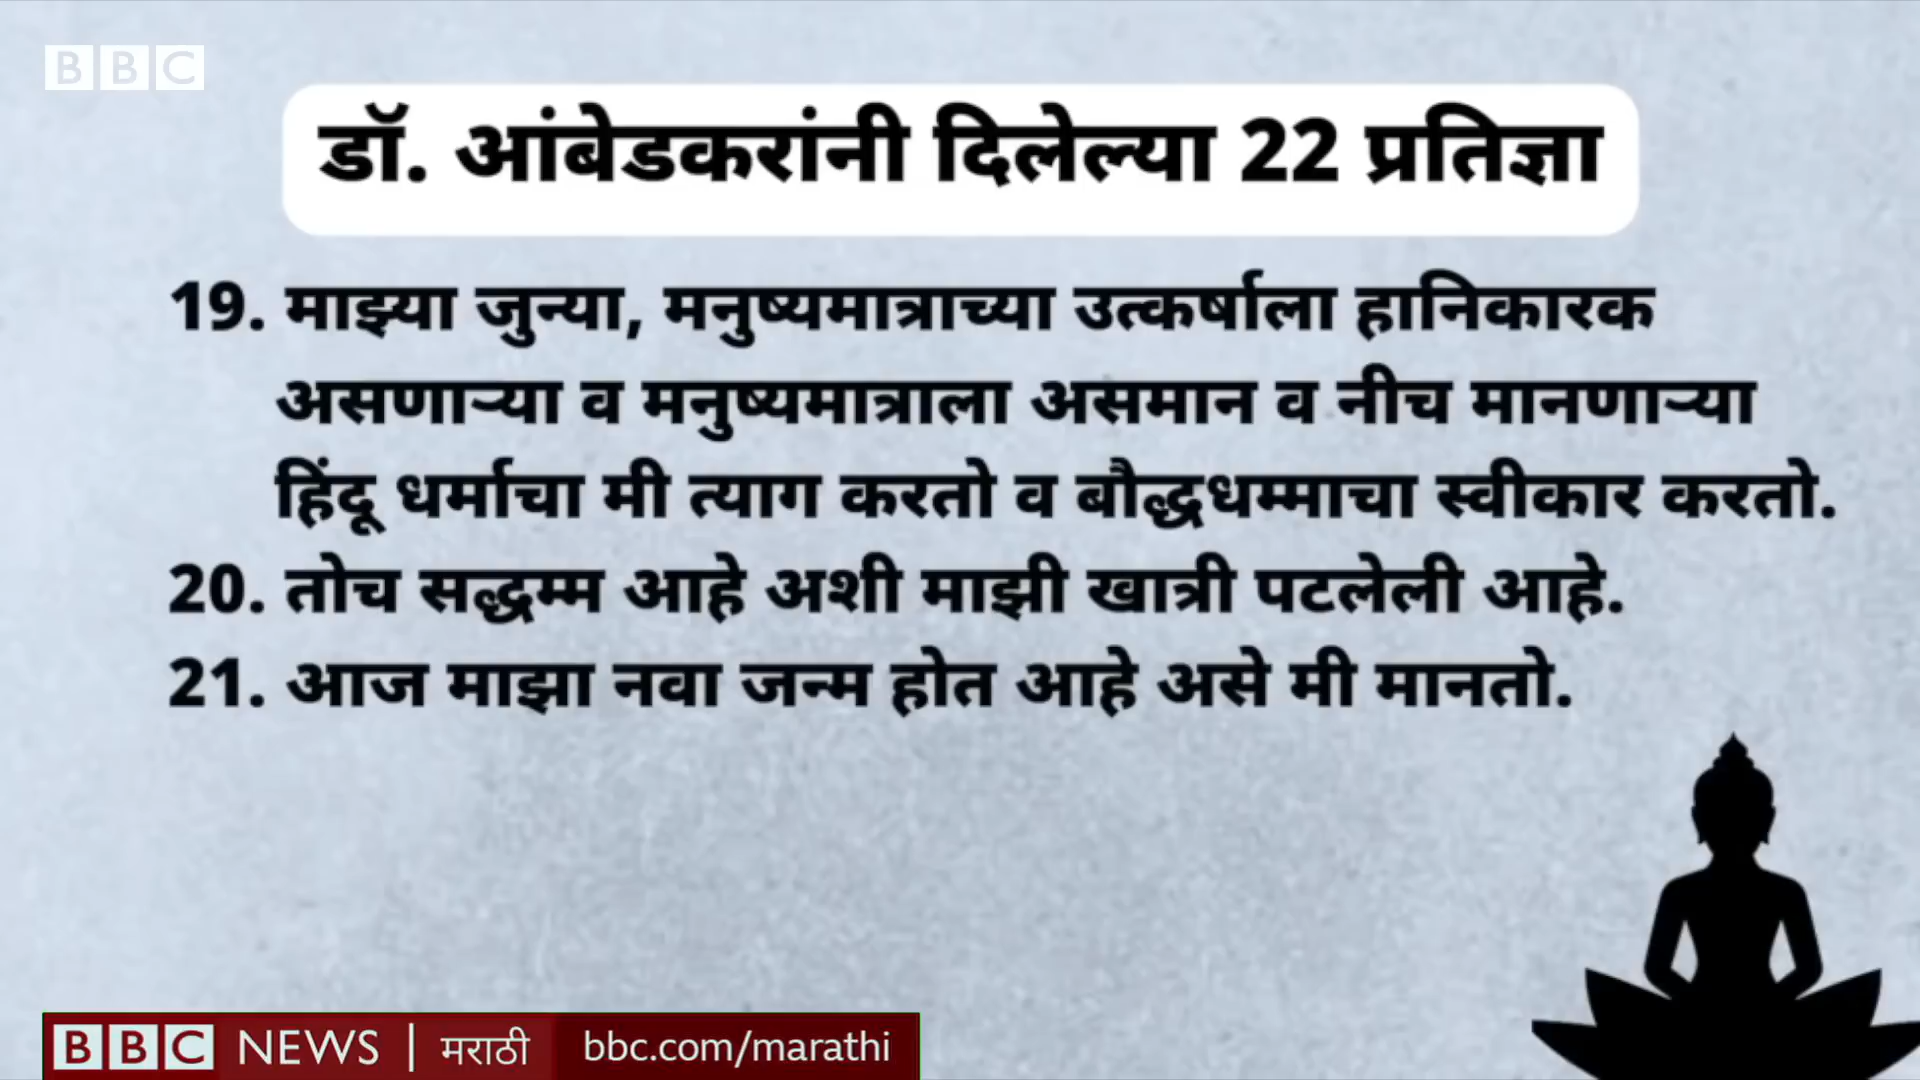 BBC
डॉ. आंबेडकरांनी दिलेल्या 22 प्रतिज्ञा
19. माझ्या जुन्या, मनुष्यमात्राच्या उत्कर्षाला हानिकारक
असणाऱ्या व मनुष्यमात्राला असमान व नीच मानणाऱ्या
हिंदू धर्माचा मी त्याग करतो व बौद्धधम्माचा स्वीकार करतो.
20. तोच सद्धम्म आहे अशी माझी खात्री पटलेली आहे.
21. आज माझा नवा जन्म होत आहे असे मी मानतो.
BBC NEWS | मराठी bbc.com/marathi